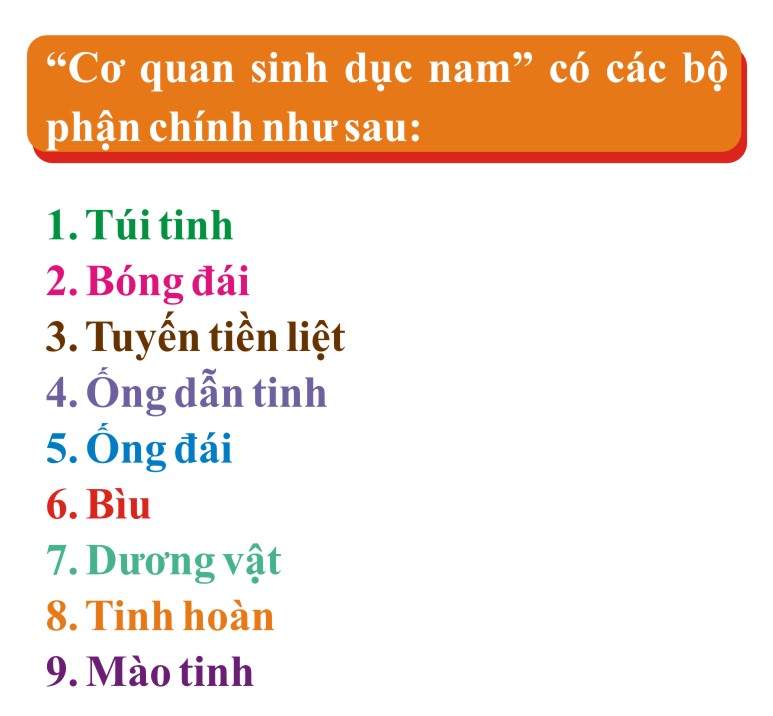 “Cơ quan sinh dục nam” có các bộ
phận chính như sau:
1. Túi tinh
2. Bóng đái
3. Tuyến tiền liệt
4. Ống dẫn tinh
5. Ống đái
6. Bìu
7. Dương vật
8. Tinh hoàn
9. Mào tinh